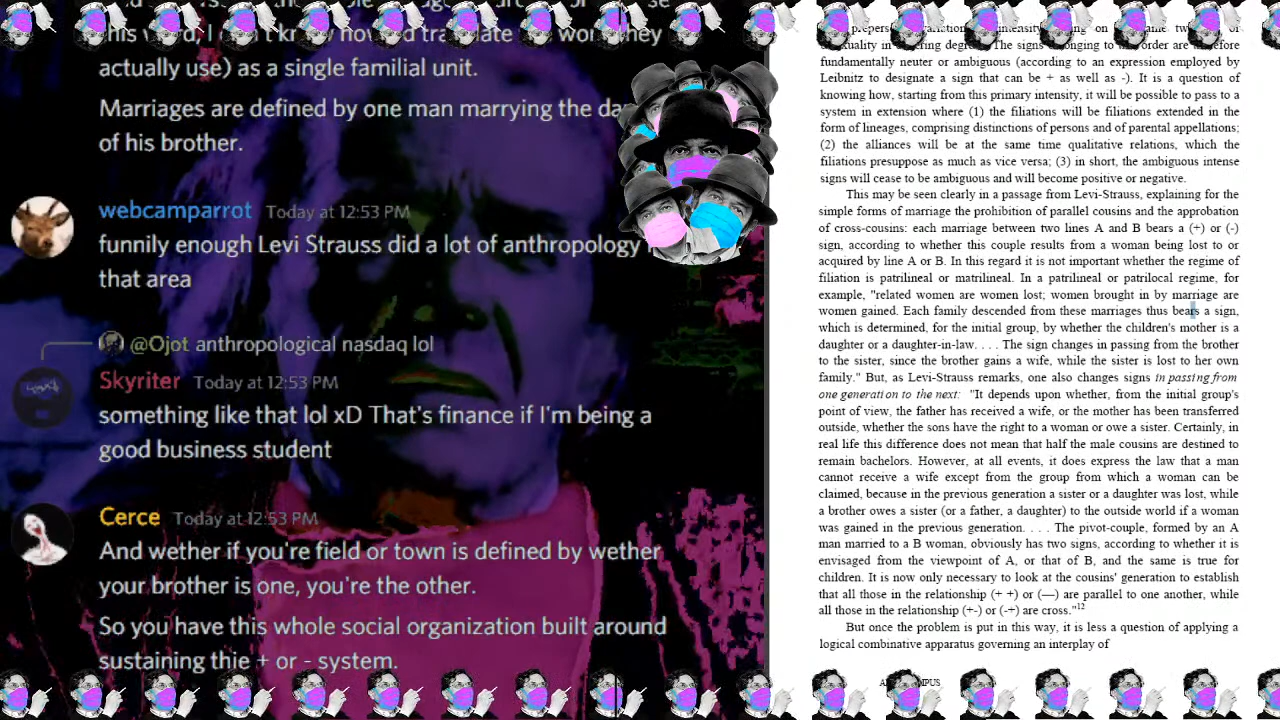 actually use) as a single familial unit.
Marriages are defined by one man marrying the
of his brother.
webcamparrot Today at 12:53 PM
funnily enough Levi Strauss did a lot of anthropology
that area
@Ojot anthropological nasdaq lol
Skyriter Today at 12:53 PM
something like that lol xD That's finance if I'm being a
good business student
Cerce Today at 12:53 PM
And wether if you're field or town is defined by wether
your brother is one, you're the other.
So you have this whole social organization built around
sustaining thie + or - system.
fundamentally neuter or ambiguous (according to an expression employed by
Leibnitz to designate a sign that can be + as well as -). It is a question of
knowing how, starting from this primary intensity, it will be possible to pass to a
system in extension where (1) the filiations will be filiations extended in the
form of lineages, comprising distinctions of persons and of parental appellations;
(2) the alliances will be at the same time qualitative relations, which the
filiations presuppose as much as vice versa; (3) in short, the ambiguous intense
signs will cease to be ambiguous and will become positive or negative.
This may be seen clearly in a passage from Levi-Strauss, explaining for the
simple forms of marriage the prohibition of parallel cousins and the approbation
of cross-cousins: each marriage between two lines A and B bears a (+) or (-)
sign, according to whether this couple results from a woman being lost to or
acquired by line A or B. In this regard it is not important whether the regime of
filiation is patrilineal or matrilineal. In a patrilineal or patrilocal regime, for
example, "related women are women lost; women brought in by marriage are
women gained. Each family descended from these marriages thus bears a sign,
which is determined, for the initial group, by whether the children's mother is a
daughter or a daughter-in-law. . . . The sign changes in passing from the brother
to the sister, since the brother gains a wife, while the sister is lost to her own
family." But, as Levi-Strauss remarks, one also changes signs in passing from
one generation to the next: "It depends upon whether, from the initial group's
point of view, the father has received a wife, or the mother has been transferred
outside, whether the sons have the right to a woman or owe a sister. Certainly, in
real life this difference does not mean that half the male cousins are destined to
remain bachelors. However, at all events, it does express the law that a man
cannot receive a wife except from the group from which a woman can be
claimed, because in the previous generation a sister or a daughter was lost, while
a brother owes a sister (or a father, a daughter) to the outside world if a woman
was gained in the previous generation. . . . The pivot-couple, formed by an A
man married to a B woman, obviously has two signs, according to whether it is
envisaged from the viewpoint of A, or that of B, and the same is true for
children. It is now only necessary to look at the cousins' generation to establish
that all those in the relationship (+ +) or (—) are parallel to one another, while
all those in the relationship (+-) or (-+) are cross."12
But once the problem is put in this way, it is less a question of applying a
logical combinative apparatus governing an interplay of